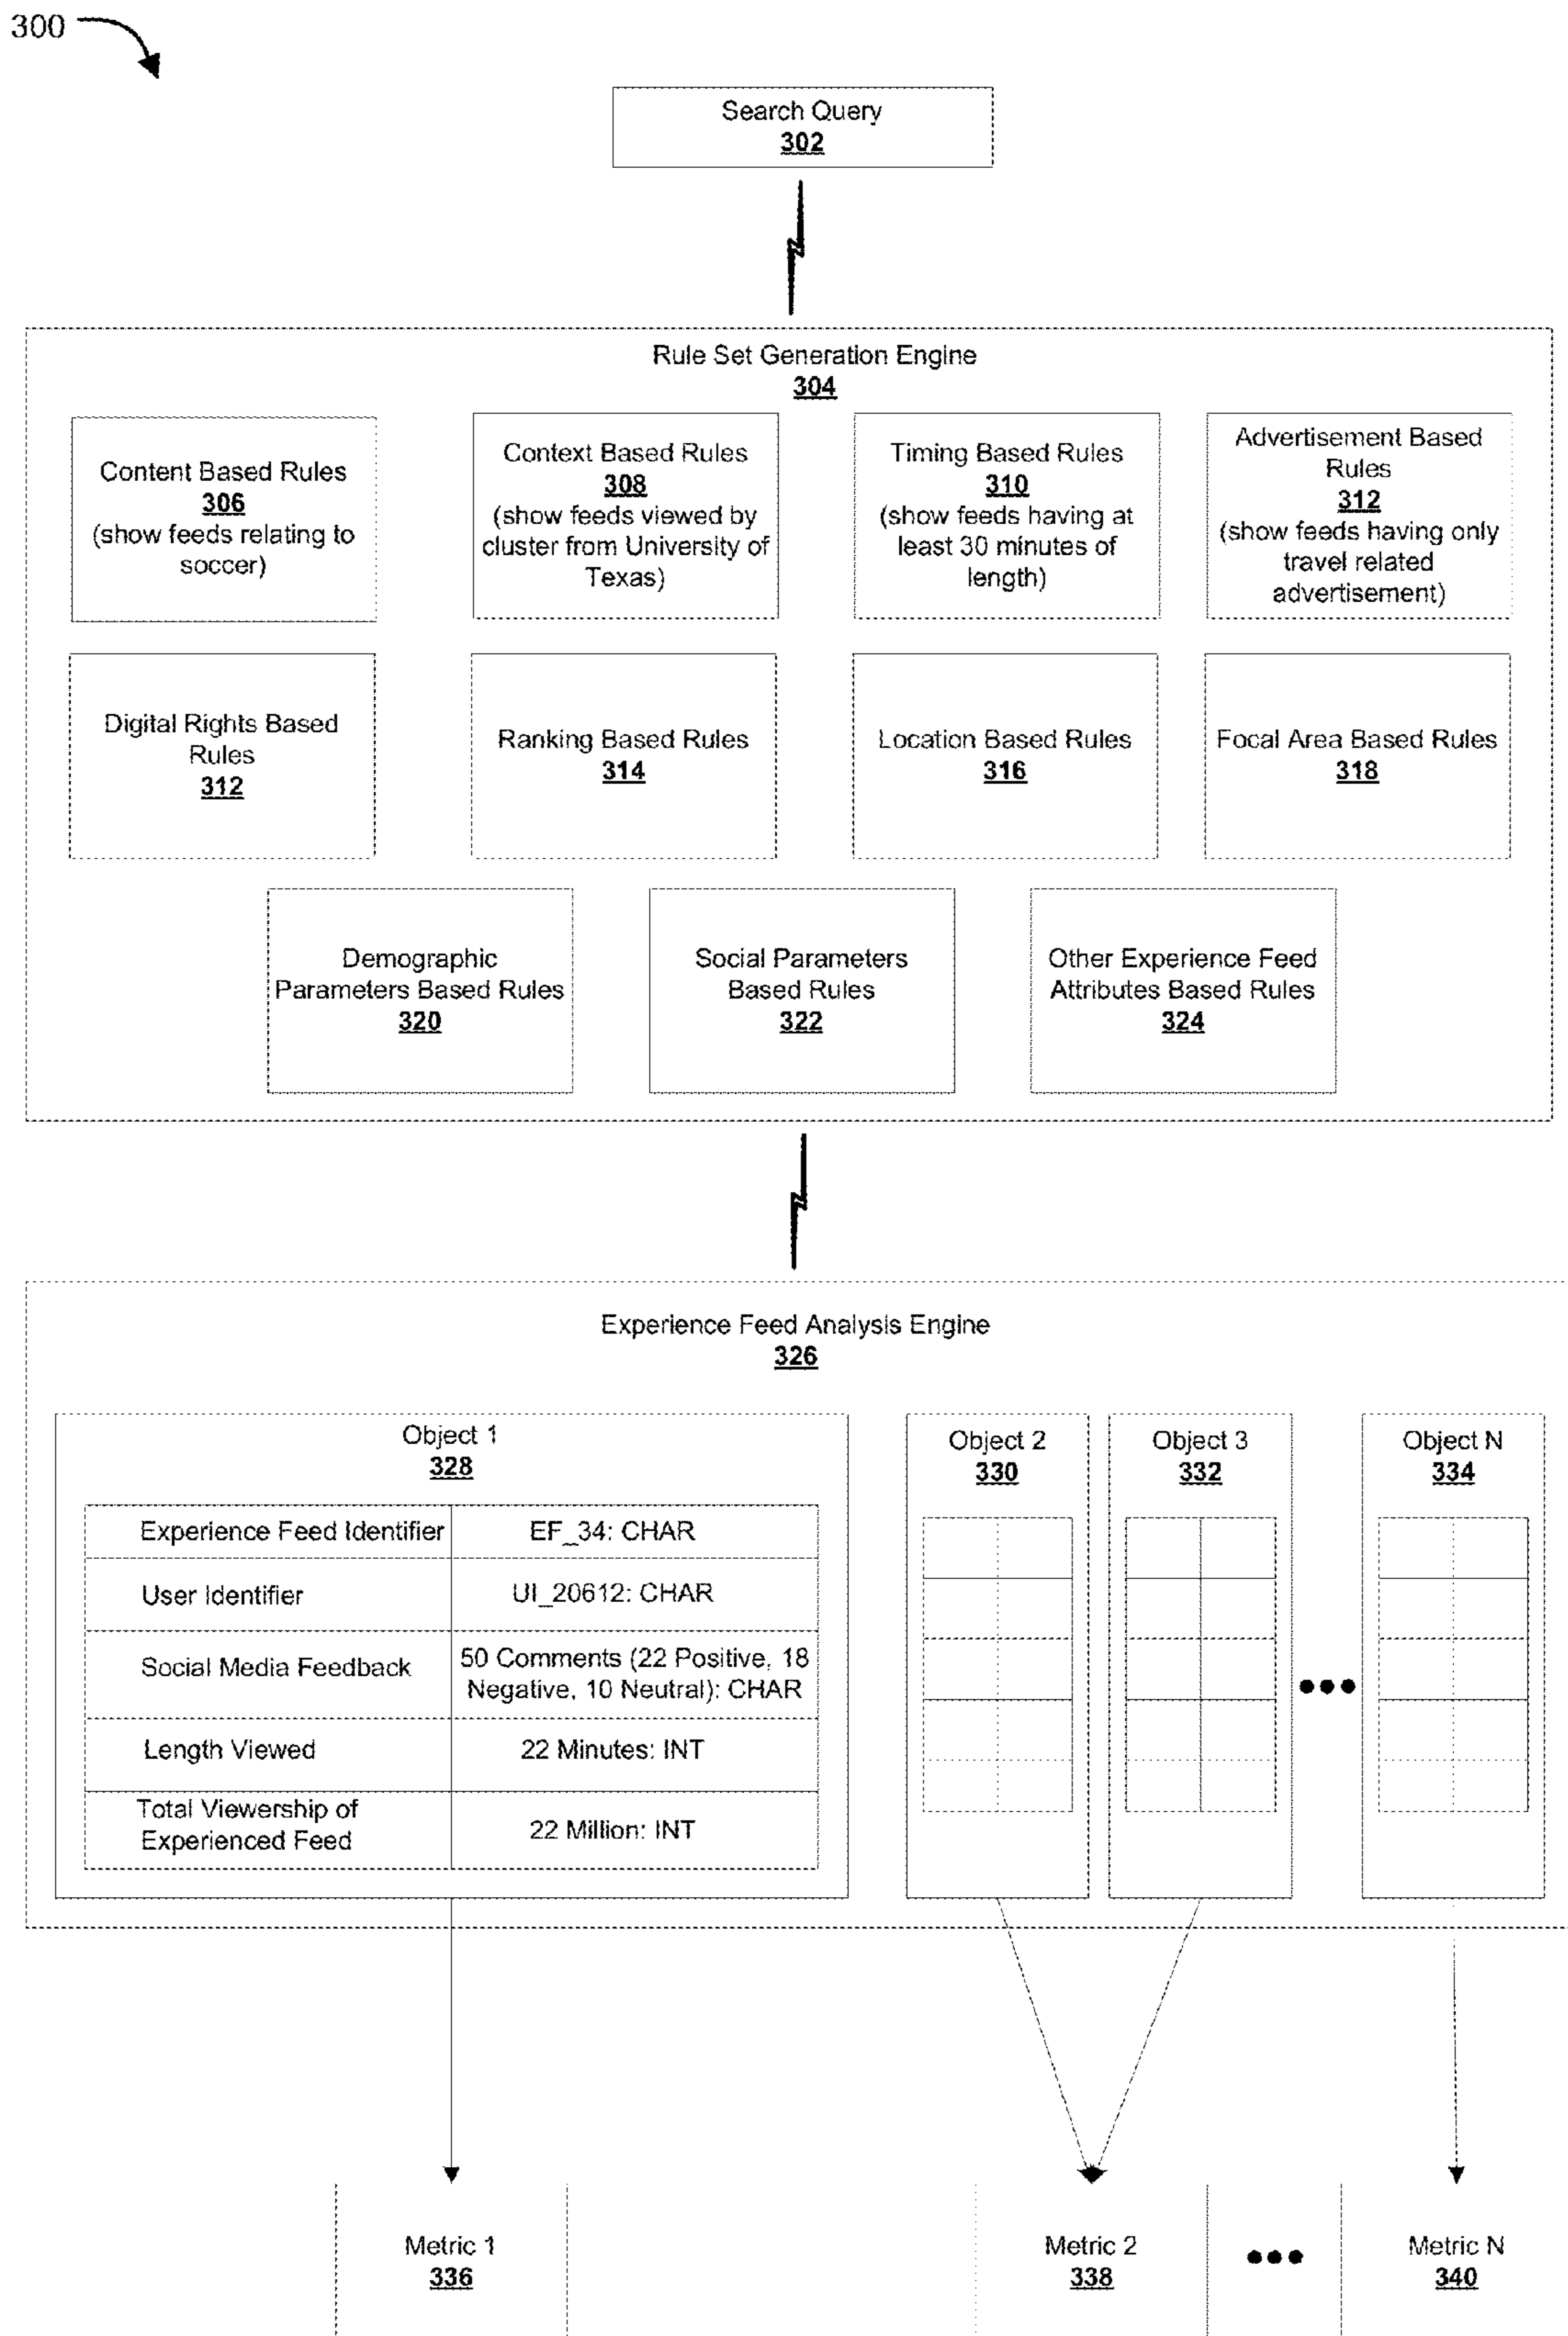 300
Search Query
302
Rule Set Generation Engine
304
Content Based Rules
306
(show feeds relating to
soccer)
Context Based Rules
308
(show feeds viewed by
cluster from University of
Texas)
Timing Based Rules
310
(show feeds having at
least 30 minutes of
length)
Advertisement Based
Rules
312
(show feeds having only
travel related
advertisement)
Digital Rights Based
Rules
312
Ranking Based Rules
314
Location Based Rules
316
Focal Area Based Rules
318
Demographic
Parameters Based Rules
320
Social Parameters
Based Rules
322
Other Experience Feed
Attributes Based Rules
324
Experience Feed Analysis Engine
326
Object 1
328
Experience Feed Identifier
EF_34: CHAR
User Identifier
UI_20612: CHAR
Social Media Feedback
50 Comments (22 Positive, 18
Negative, 10 Neutral): CHAR
Length Viewed
22 Minutes: INT
Total Viewership of
Experienced Feed
22 Million: INT
Object 2
330
Object 3
332
Object N
334
Metric 1
336
Metric 2
338
Metric N
340